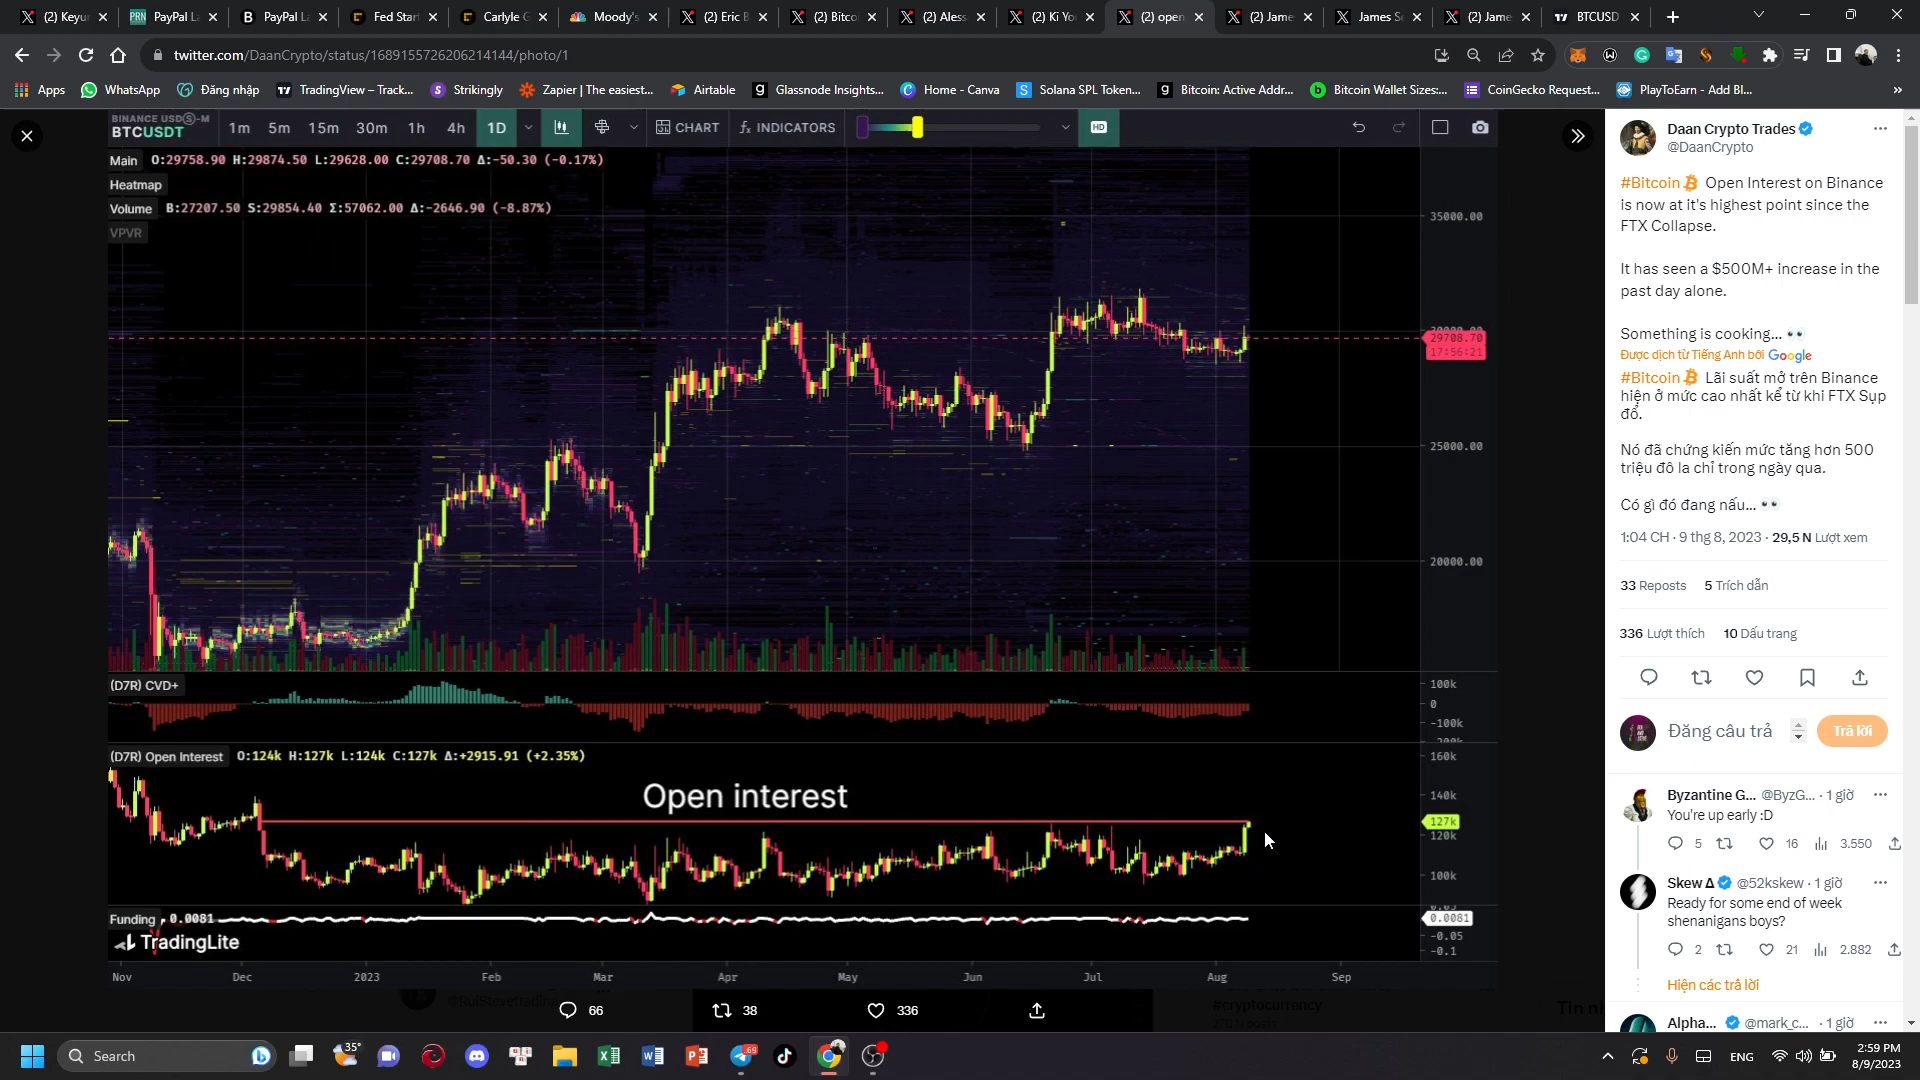 (2) Keyur
PayPal La
PayPal La
Fed Star
Carlyle G
Moody's
(2) Eric B
(2) Bitco
(2) Aless
(2) Ki Yo
(2) open
(2) Jame
James Se
(2) Jame
BTCUSD
twitter.com/DaanCrypto/status/1689155726206214144/photo/1
Apps
WhatsApp
Đăng nhập
TradingView – Track...
Strikingly
Zapier | The easiest...
Airtable
Glassnode Insights...
Home - Canva
Solana SPL Token...
Bitcoin: Active Addr...
Bitcoin Wallet Sizes:...
CoinGecko Request...
PlayToEarn - Add Bl...
BINANCE USDⓈ-M
BTCUSDT
1m 5m 15m 30m 1h 4h 1D
CHART
INDICATORS
HD
Main O:29758.90 H:29874.50 L:29628.00 C:29708.70 Δ:-50.30 (-0.17%)
Heatmap
Volume B:27207.50 S:29854.40 Σ:57062.00 Δ:-2646.90 (-8.87%)
VPVR
35000.00
30000.00
29708.70
17:56:21
25000.00
20000.00
(D7R) CVD+
100k
0
-100k
-200k
(D7R) Open Interest O:124k H:127k L:124k C:127k Δ:+2915.91 (+2.35%)
Open interest
160k
140k
127k
120k
100k
Funding 0.0081
0.0081
-0.05
-0.1
TradingLite
Nov Dec 2023 Feb Mar Apr May Jun Jul Aug Sep
66
38
336
@RuiStevetrading
#cryptocurrency
Daan Crypto Trades
@DaanCrypto
#Bitcoin Open Interest on Binance
is now at it's highest point since the
FTX Collapse.
It has seen a $500M+ increase in the
past day alone.
Something is cooking... 👀
Được dịch từ Tiếng Anh bởi Google
#Bitcoin Lãi suất mở trên Binance
hiện ở mức cao nhất kể từ khi FTX Sụp
đổ.
Nó đã chứng kiến mức tăng hơn 500
triệu đô la chỉ trong ngày qua.
Có gì đó đang nấu... 👀
1:04 CH · 9 thg 8, 2023 · 29,5 N Lượt xem
33 Reposts 5 Trích dẫn
336 Lượt thích 10 Dấu trang
Đăng câu trả
Trả lời
Byzantine G... @ByzG... · 1 giờ
You're up early :D
5 16 3.550
Skew Δ @52kskew · 1 giờ
Ready for some end of week
shenanigans boys?
2 21 2.882
Hiện các trả lời
Alpha... @mark_c... · 1 giờ
35°
Search
69
ENG
2:59 PM
8/9/2023